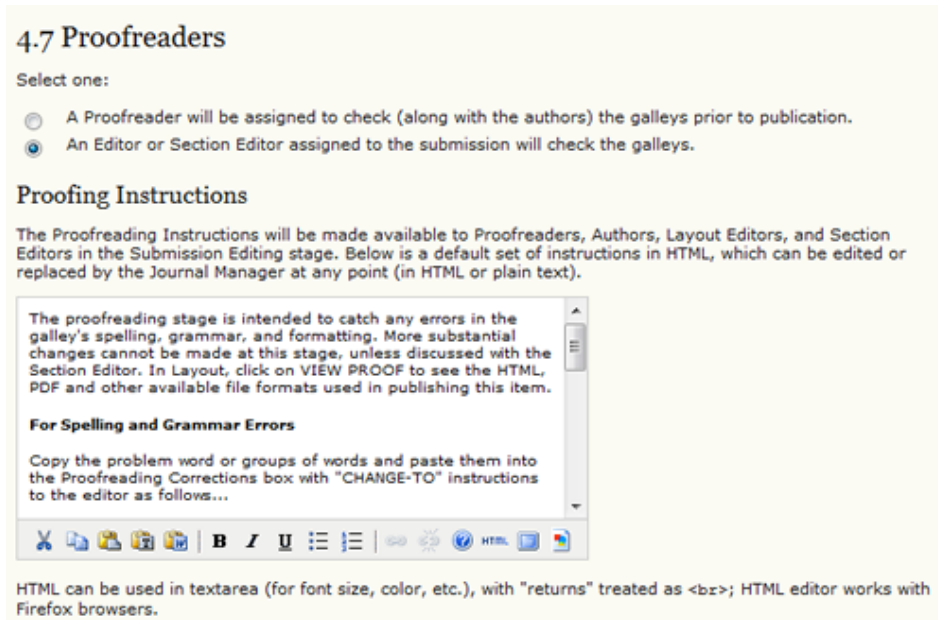 4.7 Proofreaders
Select one:
A Proofreader will be assigned to check (along with the authors) the galleys prior to publication.
An Editor or Section Editor assigned to the submission will check the galleys.
Proofing Instructions
The Proofreading Instructions will be made available to Proofreaders, Authors, Layout Editors, and Section
Editors in the Submission Editing stage. Below is a default set of instructions in HTML, which can be edited or
replaced by the Journal Manager at any point (in HTML or plain text).
The proofreading stage is intended to catch any errors in the
galley's spelling, grammar, and formatting. More substantial
changes cannot be made at this stage, unless discussed with the
Section Editor. In Layout, click on VIEW PROOF to see the HTML,
PDF and other available file formats used in publishing this item.
For Spelling and Grammar Errors
Copy the problem word or groups of words and paste them into
the Proofreading Corrections box with "CHANGE-TO" instructions
to the editor as follows...
B I U HTML
HTML can be used in textarea (for font size, color, etc.), with "returns" treated as <br>; HTML editor works with
Firefox browsers.